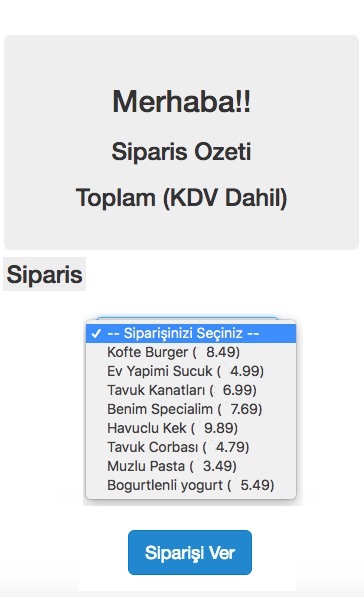 Merhaba!!
Siparis Ozeti
Toplam (KDV Dahil)
Siparis
✓ -- Siparişinizi Seçiniz --
Kofte Burger ( 8.49)
Ev Yapimi Sucuk ( 4.99)
Tavuk Kanatları ( 6.99)
Benim Specialim ( 7.69)
Havuclu Kek ( 9.89)
Tavuk Corbası ( 4.79)
Muzlu Pasta ( 3.49)
Bogurtlenli yogurt ( 5.49)
Siparişi Ver